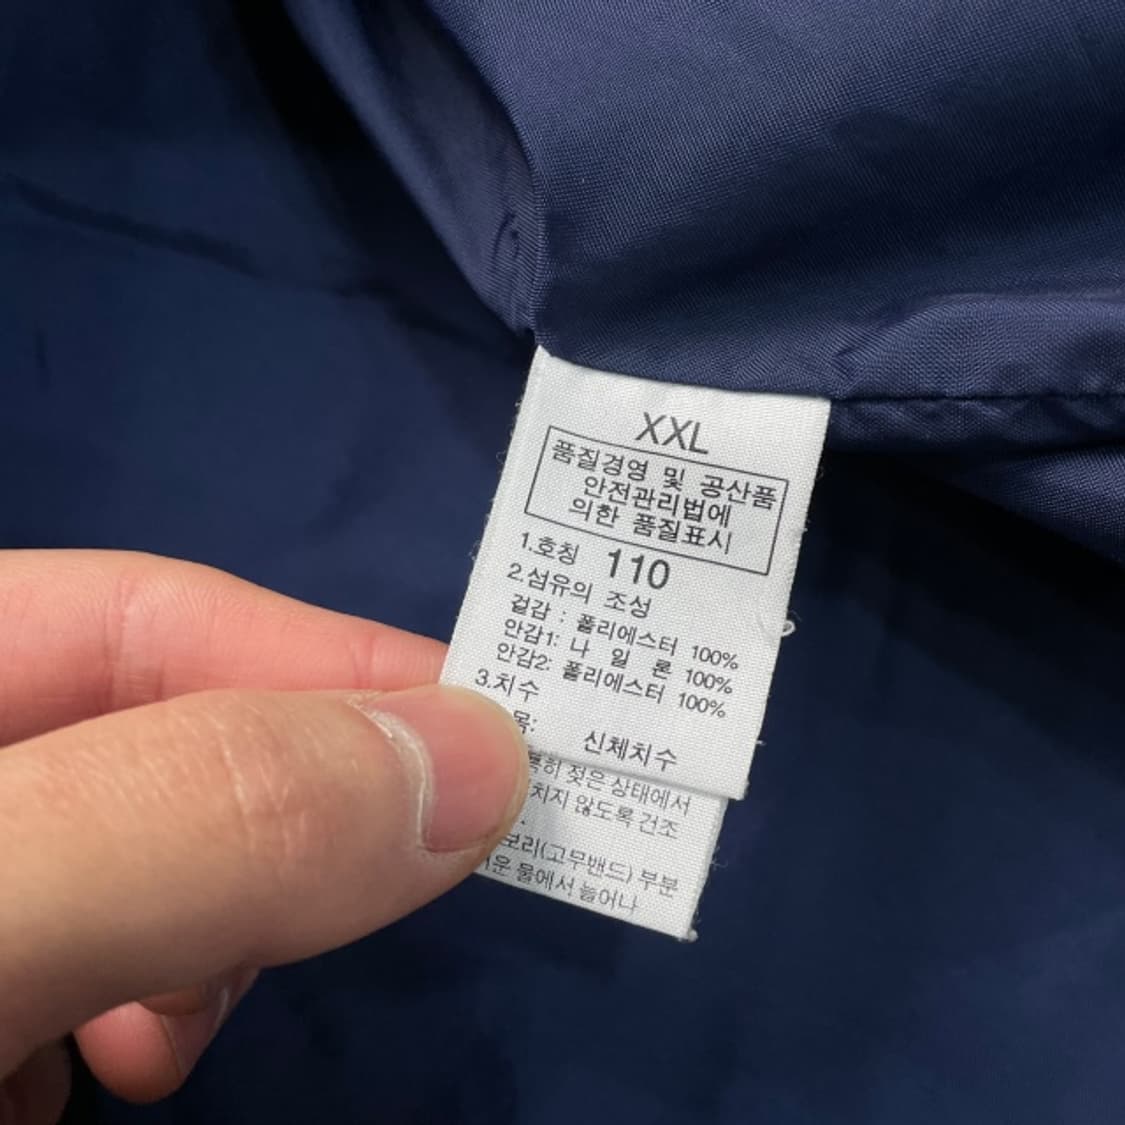 XXL
품질경영 및 공산품
안전관리법에
의한 품질표시
1.호칭 110
2.섬유의 조성
겉감 : 폴리에스터 100%
안감1: 나 일 론 100%
안감2: 폴리에스터 100%
3.치수
목: 신체치수
젖은 상태에서
치지 않도록 건조
보리(고무밴드) 부분
운 물에서 늘어나